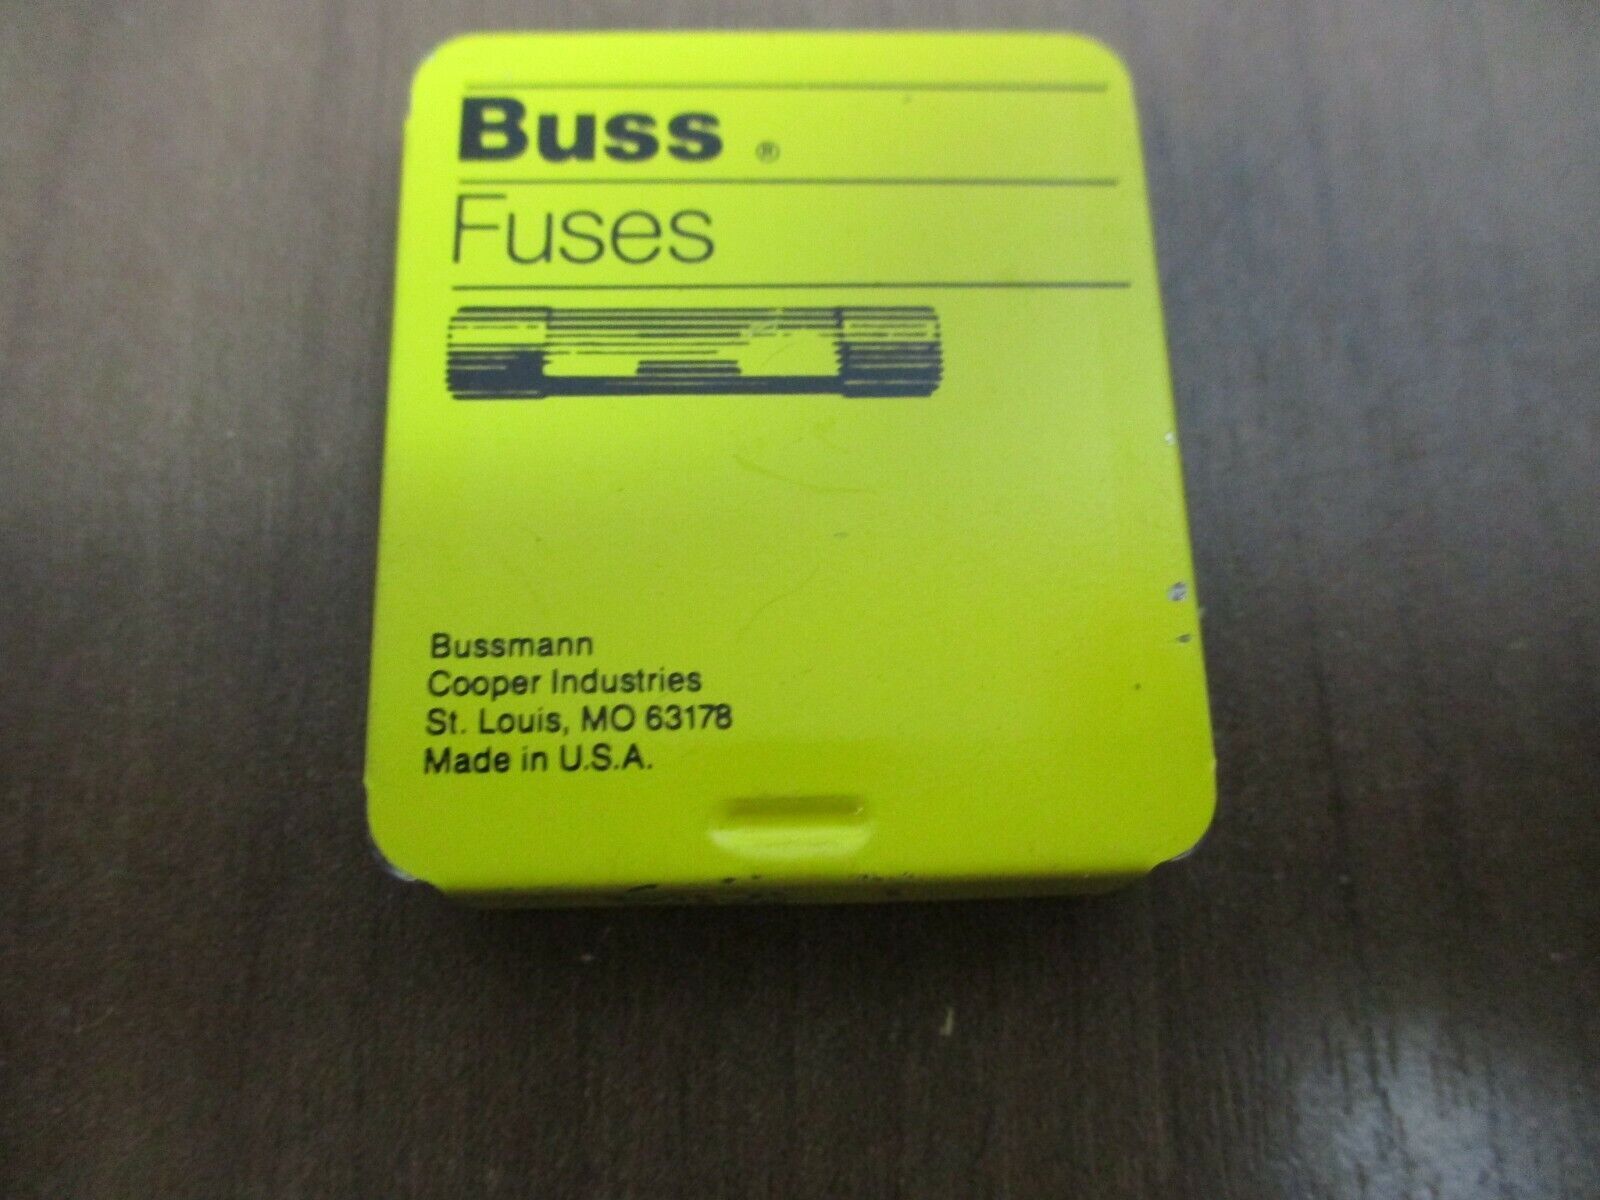 Buss ®
Fuses
Bussmann
Cooper Industries
St. Louis, MO 63178
Made in U.S.A.